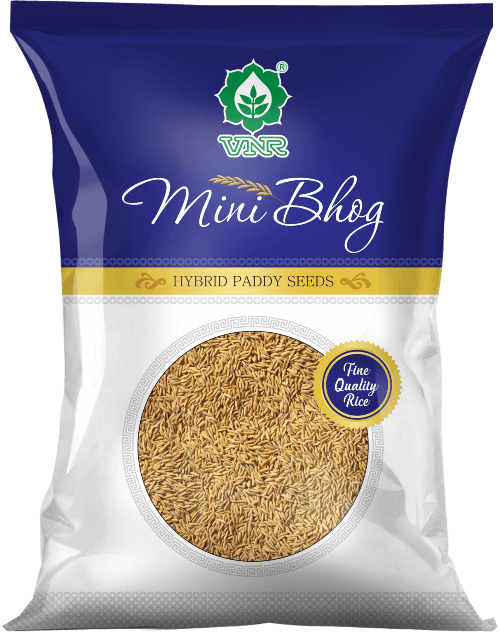 ®
VNR
Mini Bhog
HYBRID PADDY SEEDS
Fine
Quality
Rice